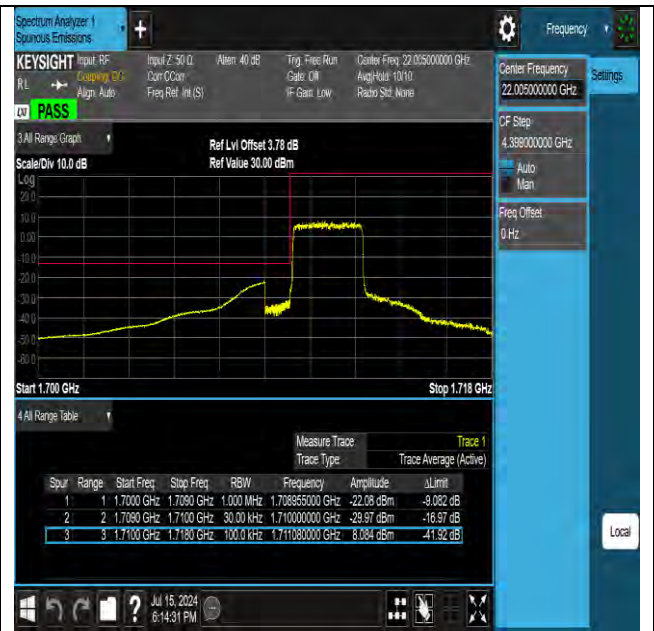 Spectrum Analyzer 1
Spurious Emissions
+
Frequency
KEYSIGHT
RL
Input: RF
Coupling: DC
Align: Auto
Input Z: 50 Ω
Corr CCorr
Freq Ref: Int (S)
Atten: 40 dB
Trig: Free Run
Gate: Off
IF Gain: Low
Center Freq: 22.005000000 GHz
Avg|Hold: 10/10
Radio Std: None
PASS
3 All Range Graph
Ref Lvl Offset 3.78 dB
Scale/Div 10.0 dB
Ref Value 30.00 dBm
Log
20.0
10.0
0.00
-10.0
-20.0
-30.0
-40.0
-50.0
-60.0
Start 1.700 GHz
Stop 1.718 GHz
4 All Range Table
Measure Trace Trace 1
Trace Type Trace Average (Active)
Spur Range Start Freq Stop Freq RBW Frequency Amplitude ΔLimit
1 1 1.7000 GHz 1.7090 GHz 1.000 MHz 1.708955000 GHz -22.08 dBm -9.082 dB
2 2 1.7090 GHz 1.7100 GHz 30.00 kHz 1.710000000 GHz -29.97 dBm -16.97 dB
3 3 1.7100 GHz 1.7180 GHz 100.0 kHz 1.711080000 GHz 8.084 dBm -41.92 dB
Jul 15, 2024
6:14:31 PM
?
Center Frequency
22.005000000 GHz
Settings
CF Step
4.399000000 GHz
Auto
Man
Freq Offset
0 Hz
Local